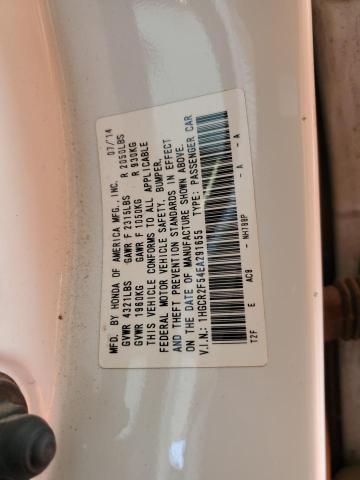 MFD. BY HONDA OF AMERICA MFG., INC. 07/14
GVWR 4321LBS GAWR F 2315LBS R 2050LBS
GVWR 1960KG GAWR F 1050KG R 930KG
THIS VEHICLE CONFORMS TO ALL APPLICABLE
FEDERAL MOTOR VEHICLE SAFETY, BUMPER,
AND THEFT PREVENTION STANDARDS IN EFFECT
ON THE DATE OF MANUFACTURE SHOWN ABOVE.
V.I.N.: 1HGCR2F54EA291655 TYPE: PASSENGER CAR
AC9 NH788P - A - A
T2F E